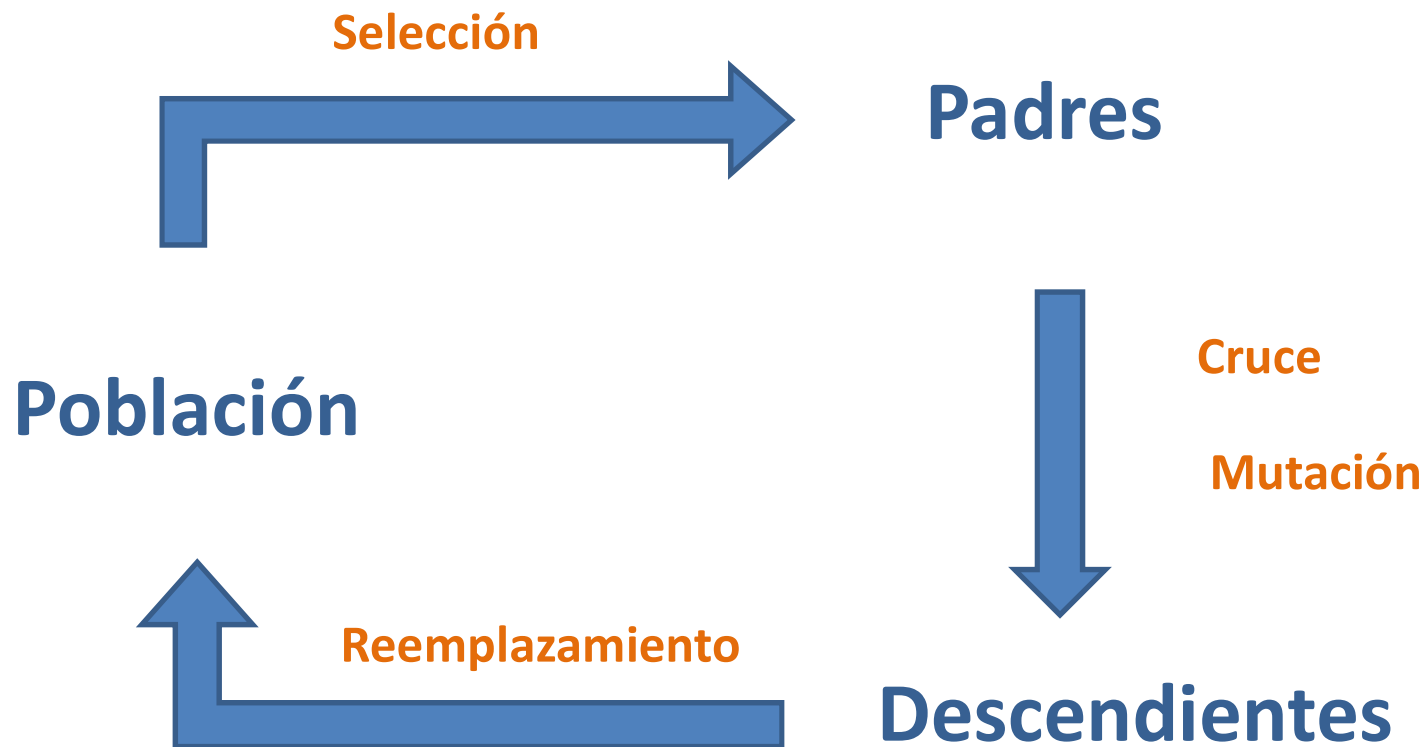 Selección
Padres
Cruce
Población
Mutación
Reemplazamiento
Descendientes